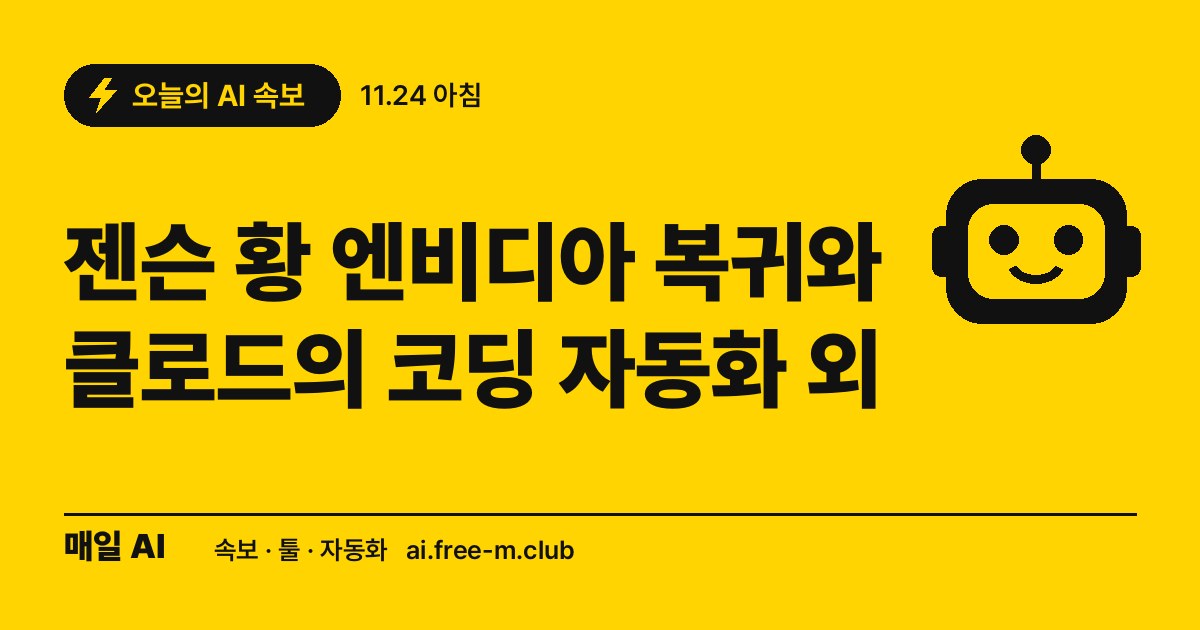 오늘의 AI 속보 11.24 아침
젠슨 황 엔비디아 복귀와
클로드의 코딩 자동화 외
매일 AI 속보 · 툴 · 자동화 ai.free-m.club